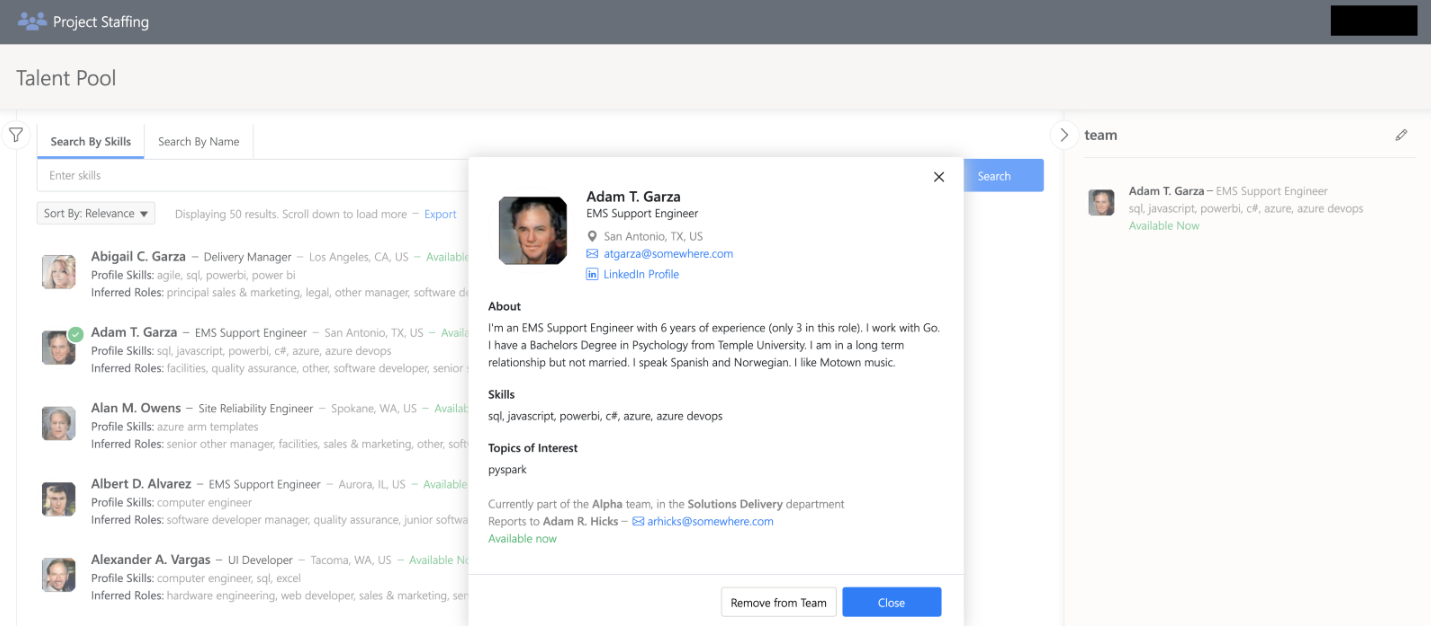 Project Staffing
Talent Pool
Search By Skills
Search By Name
Enter skills
Search
Sort By: Relevance
Displaying 50 results. Scroll down to load more – Export
Abigail C. Garza – Delivery Manager – Los Angeles, CA, US – Available
Profile Skills: agile, sql, powerbi, power bi
Inferred Roles: principal sales & marketing, legal, other manager, software
Adam T. Garza – EMS Support Engineer – San Antonio, TX, US –
Profile Skills: sql, javascript, powerbi, c#, azure, azure devops
Inferred Roles: facilities, quality assurance, other, software developer, senior
Alan M. Owens – Site Reliability Engineer – Spokane, WA, US –
Profile Skills: azure arm templates
Inferred Roles: senior other manager, facilities, sales & marketing, other,
Albert D. Alvarez – EMS Support Engineer – Aurora, IL, US – Available
Profile Skills: computer engineer
Inferred Roles: software developer manager, quality assurance, junior
Alexander A. Vargas – UI Developer – Tacoma, WA, US – Available
Profile Skills: computer engineer, sql, excel
Inferred Roles: hardware engineering, web developer, sales & marketing,
Adam T. Garza
EMS Support Engineer
San Antonio, TX, US
atgarza@somewhere.com
LinkedIn Profile
About
I'm an EMS Support Engineer with 6 years of experience (only 3 in this role). I work with Go.
I have a Bachelors Degree in Psychology from Temple University. I am in a long term
relationship but not married. I speak Spanish and Norwegian. I like Motown music.
Skills
sql, javascript, powerbi, c#, azure, azure devops
Topics of Interest
pyspark
Currently part of the Alpha team, in the Solutions Delivery department
Reports to Adam R. Hicks – arhicks@somewhere.com
Available now
Remove from Team
Close
team
Adam T. Garza – EMS Support Engineer
sql, javascript, powerbi, c#, azure, azure devops
Available Now